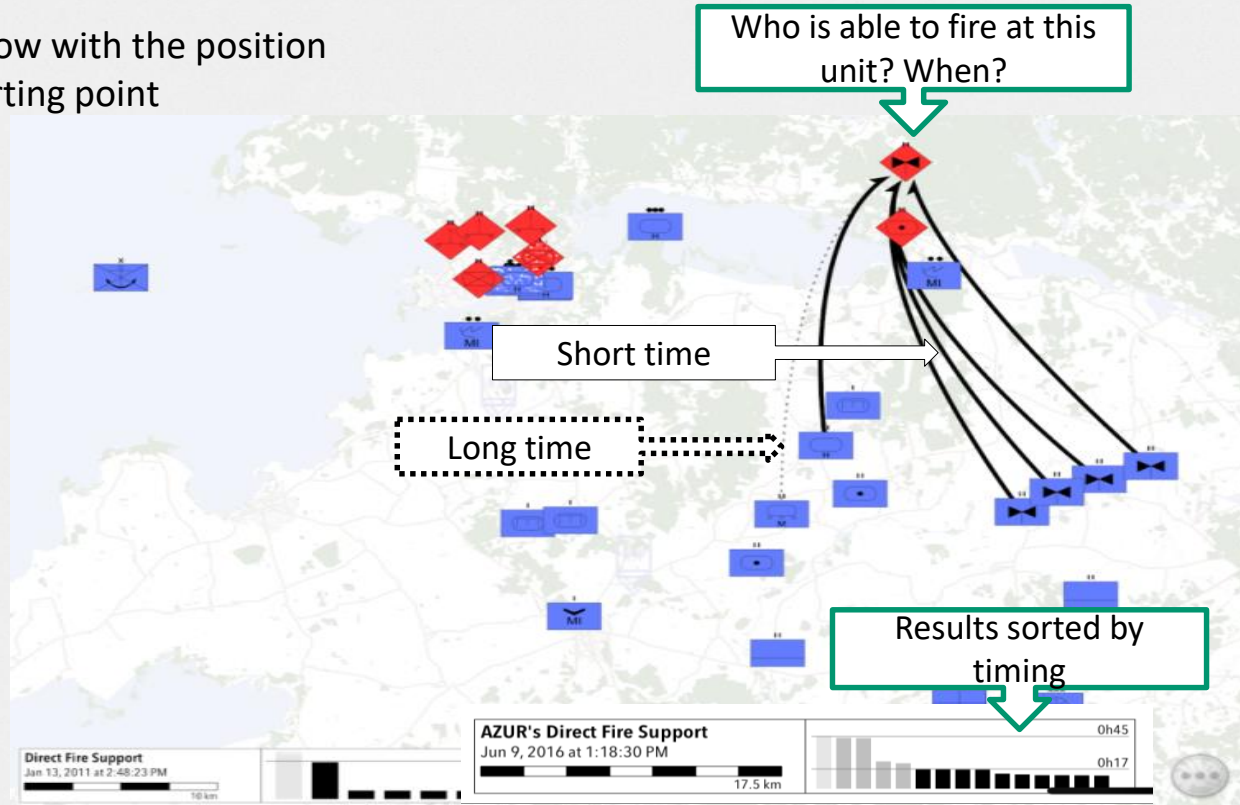 ow with the position
rting point
Who is able to fire at this
unit? When?
Short time
Long time
MI
MI
H
H
M
MI
Results sorted by
timing
Direct Fire Support
Jan 13, 2011 at 2:48:23 PM
10 km
AZUR's Direct Fire Support
Jun 9, 2016 at 1:18:30 PM
17.5 km
0h45
0h17